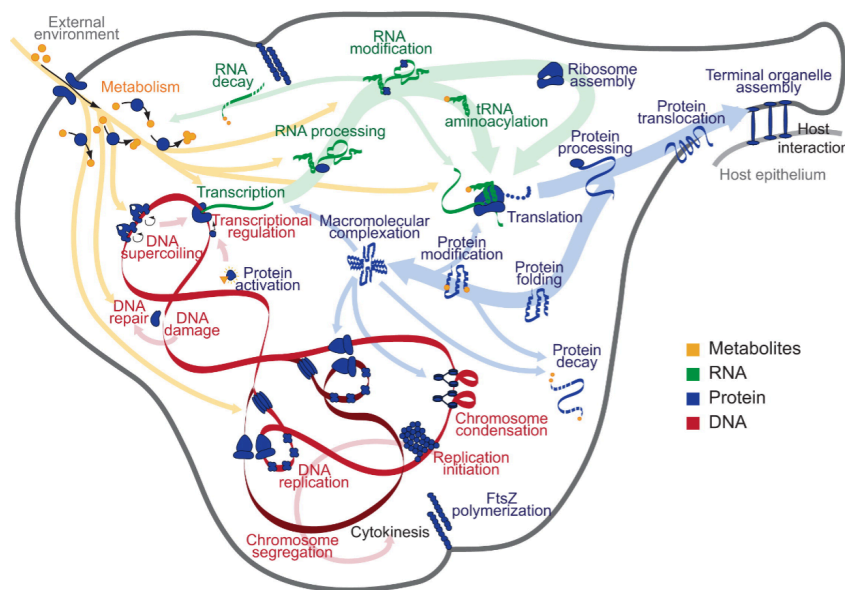 External
environment
Metabolism
RNA
decay
RNA
modification
Ribosome
assembly
Terminal organelle
assembly
tRNA
aminoacylation
Protein
translocation
RNA processing
Protein
processing
Host
interaction
Host epithelium
Transcription
Transcriptional
regulation
Macromolecular
complexation
Translation
DNA
supercoiling
Protein
modification
Protein
activation
Protein
folding
DNA
repair
DNA
damage
Protein
decay
Metabolites
RNA
Protein
DNA
Chromosome
condensation
Replication
initiation
DNA
replication
FtsZ
polymerization
Cytokinesis
Chromosome
segregation